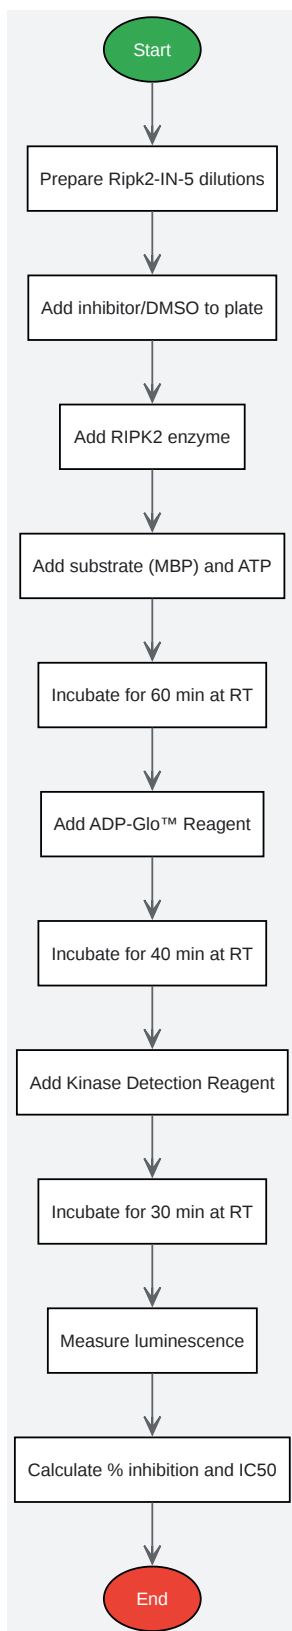 Start
Prepare Ripk2-IN-5 dilutions
Add inhibitor/DMSO to plate
Add RIPK2 enzyme
Add substrate (MBP) and ATP
Incubate for 60 min at RT
Add ADP-Glo™ Reagent
Incubate for 40 min at RT
Add Kinase Detection Reagent
Incubate for 30 min at RT
Measure luminescence
Calculate % inhibition and IC50
End